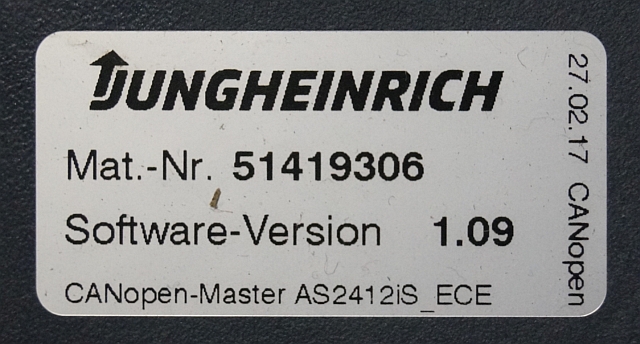 JUNGHEINRICH
Mat.-Nr. 51419306
Software-Version 1.09
CANopen-Master AS2412iS_ECE
27.02.17 CANopen